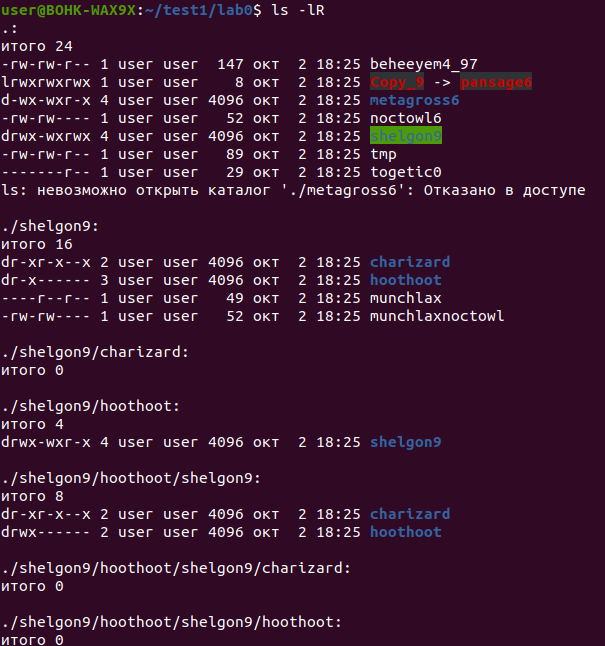 user@BOHK-WAX9X:~/test1/lab0$ ls -lR
.:
итого 24
-rw-rw-r-- 1 user user  147 окт  2 18:25 beheeyem4_97
lrwxrwxrwx 1 user user    8 окт  2 18:25 Copy_9 -> pansage6
d-wx-wxr-x 4 user user 4096 окт  2 18:25 metagross6
-rw-rw---- 1 user user   52 окт  2 18:25 noctowl6
drwx-wxrwx 4 user user 4096 окт  2 18:25 shelgon9
-rw-rw-r-- 1 user user   89 окт  2 18:25 tmp
-------r-- 1 user user   29 окт  2 18:25 togetic0
ls: невозможно открыть каталог './metagross6': Отказано в доступе

./shelgon9:
итого 16
dr-xr-x--x 2 user user 4096 окт  2 18:25 charizard
dr-x------ 3 user user 4096 окт  2 18:25 hoothoot
----r--r-- 1 user user   49 окт  2 18:25 munchlax
-rw-rw---- 1 user user   52 окт  2 18:25 munchlaxnoctowl

./shelgon9/charizard:
итого 0

./shelgon9/hoothoot:
итого 4
drwx-wxr-x 4 user user 4096 окт  2 18:25 shelgon9

./shelgon9/hoothoot/shelgon9:
итого 8
dr-xr-x--x 2 user user 4096 окт  2 18:25 charizard
drwx------ 2 user user 4096 окт  2 18:25 hoothoot

./shelgon9/hoothoot/shelgon9/charizard:
итого 0

./shelgon9/hoothoot/shelgon9/hoothoot:
итого 0